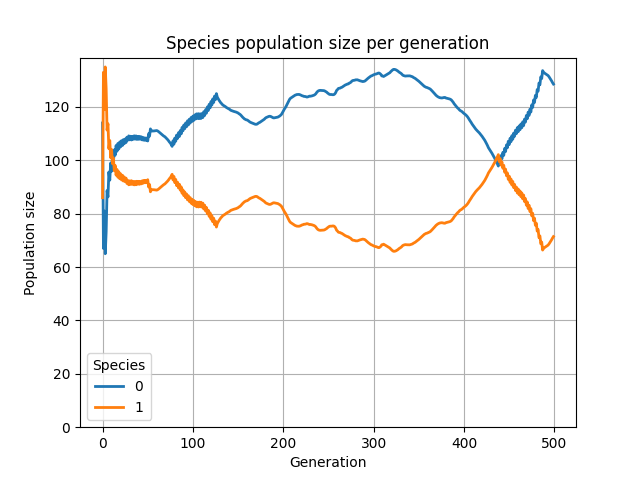 Species population size per generation
Population size
120
100
80
60
40
20
0
Species
0
1
0 100 200 300 400 500
Generation